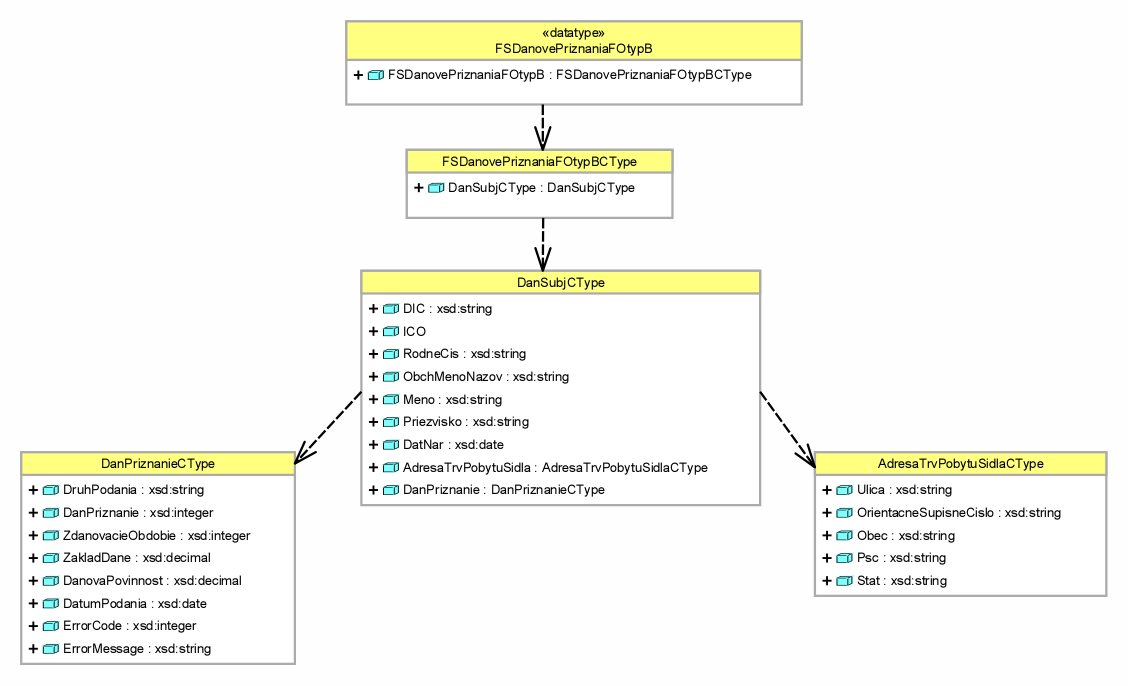 «datatype»
FSDanovePriznaniaFOtypB
+ FSDanovePriznaniaFOtypB : FSDanovePriznaniaFOtypBCType
FSDanovePriznaniaFOtypBCType
+ DanSubjCType : DanSubjCType
DanSubjCType
+ DIC : xsd:string
+ ICO
+ RodneCis : xsd:string
+ ObchMenoNazov : xsd:string
+ Meno : xsd:string
+ Priezvisko : xsd:string
+ DatNar : xsd:date
+ AdresaTrvPobytuSidla : AdresaTrvPobytuSidlaCType
+ DanPriznanie : DanPriznanieCType
DanPriznanieCType
+ DruhPodania : xsd:string
+ DanPriznanie : xsd:integer
+ ZdanovacieObdobie : xsd:integer
+ ZakladDane : xsd:decimal
+ DanovaPovinnost : xsd:decimal
+ DatumPodania : xsd:date
+ ErrorCode : xsd:integer
+ ErrorMessage : xsd:string
AdresaTrvPobytuSidlaCType
+ Ulica : xsd:string
+ OrientacneSupisneCislo : xsd:string
+ Obec : xsd:string
+ Psc : xsd:string
+ Stat : xsd:string